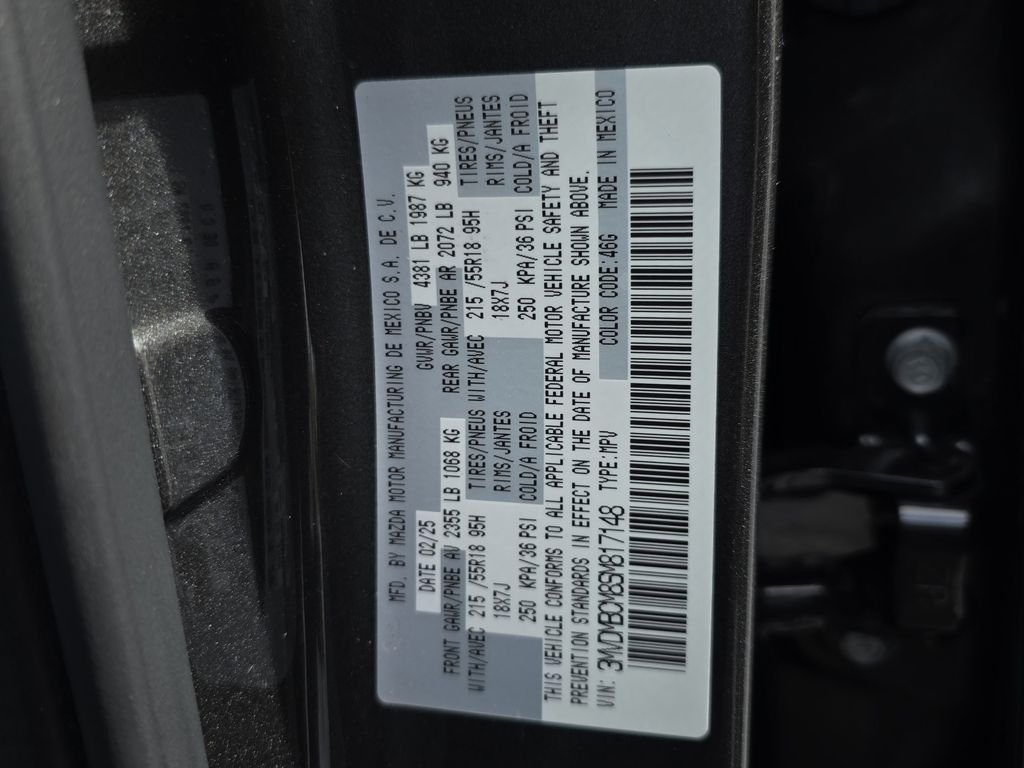 MFD. BY MAZDA MOTOR MANUFACTURING DE MEXICO S.A. DE C.V.
DATE 02/25 GVWR/PNBV 4381 LB 1987 KG
FRONT GAWR/PNBE AV 2355 LB 1068 KG REAR GAWR/PNBE AR 2072 LB 940 KG
WITH/AVEC 215 /55R18 95H TIRES/PNEUS WITH/AVEC 215 /55R18 95H TIRES/PNEUS
18X7J RIMS/JANTES 18X7J RIMS/JANTES
250 KPA/36 PSI COLD/A FROID 250 KPA/36 PSI COLD/A FROID
THIS VEHICLE CONFORMS TO ALL APPLICABLE FEDERAL MOTOR VEHICLE SAFETY AND THEFT
PREVENTION STANDARDS IN EFFECT ON THE DATE OF MANUFACTURE SHOWN ABOVE.
VIN: 3MVDMBCM8SM817148 TYPE:MPV COLOR CODE:46G MADE IN MEXICO